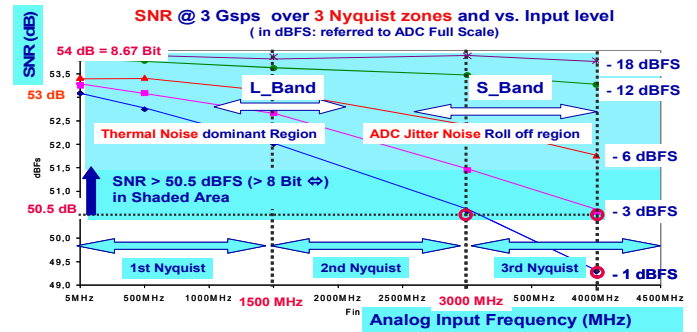 SNR @ 3 Gsps over 3 Nyquist zones and vs. Input level
( in dBFS: referred to ADC Full Scale)
SNR (dB)
54 dB = 8.67 Bit
- 18 dBFS
53,5
- 12 dBFS
L_Band
S_Band
53 dB
52,5
Thermal Noise dominant Region
ADC Jitter Noise Roll off region
52,0
dBFs
- 6 dBFS
51,5
SNR > 50.5 dBFS (> 8 Bit ⇔)
in Shaded Area
51,0
50.5 dB
- 3 dBFS
50,0
49,5
1st Nyquist
2nd Nyquist
3rd Nyquist
- 1 dBFS
49,0
5MHz
500MHz
1000MHz
1500 MHz
2000MHz
2500MHz
3000 MHz
3500MHz
4000MHz
4500MHz
Fin
Analog Input Frequency (MHz)